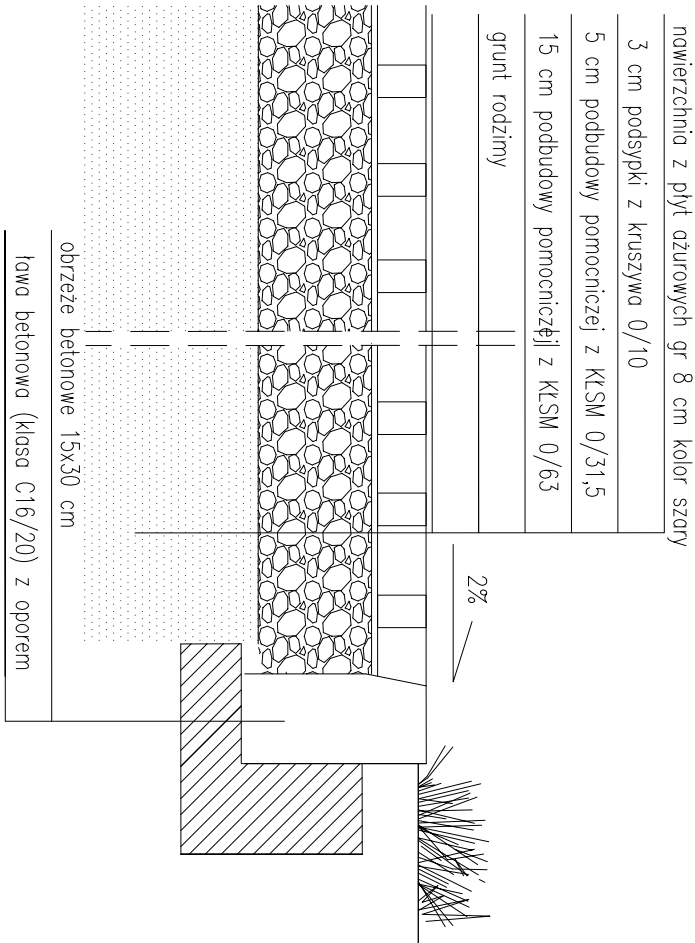 nawierzchnia z płyt ażurowych gr 8 cm kolor szary
3 cm podsypki z kruszywa 0/10
5 cm podbudowy pomocniczej z KŁSM 0/31,5
15 cm podbudowy pomocniczejj z KŁSM 0/63
grunt rodzimy
2%
obrzeże betonowe 15x30 cm
ława betonowa (klasa C16/20) z oporem